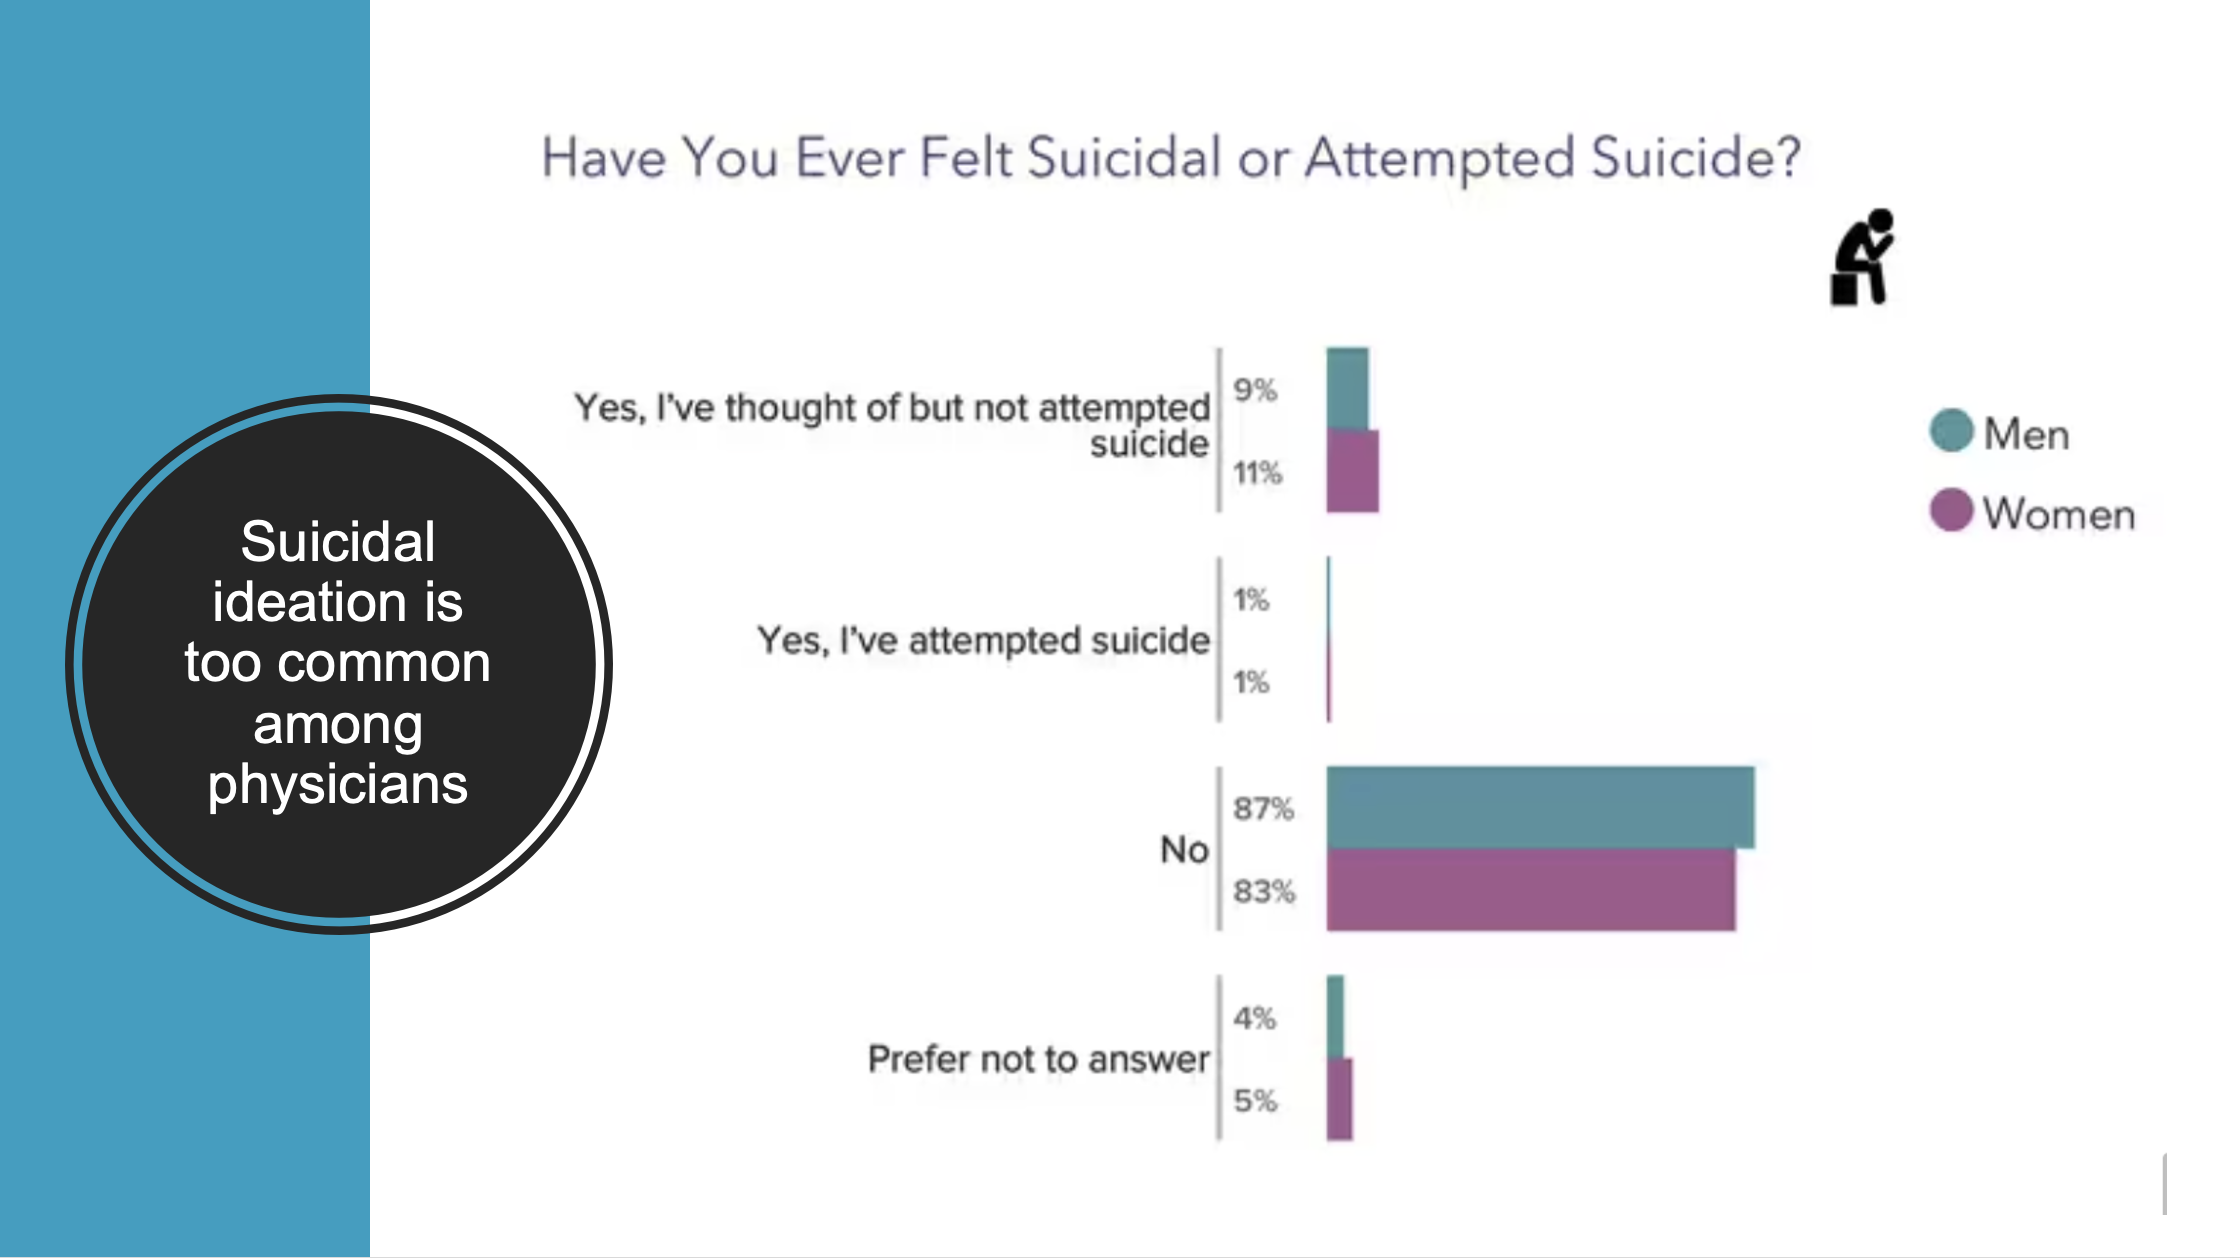 Have You Ever Felt Suicidal or Attempted Suicide?
Suicidal
ideation is
too common
among
physicians
Yes, I've thought of but not attempted
suicide
9%
11%
Yes, I've attempted suicide
1%
1%
No
87%
83%
Prefer not to answer
4%
5%
Men
Women